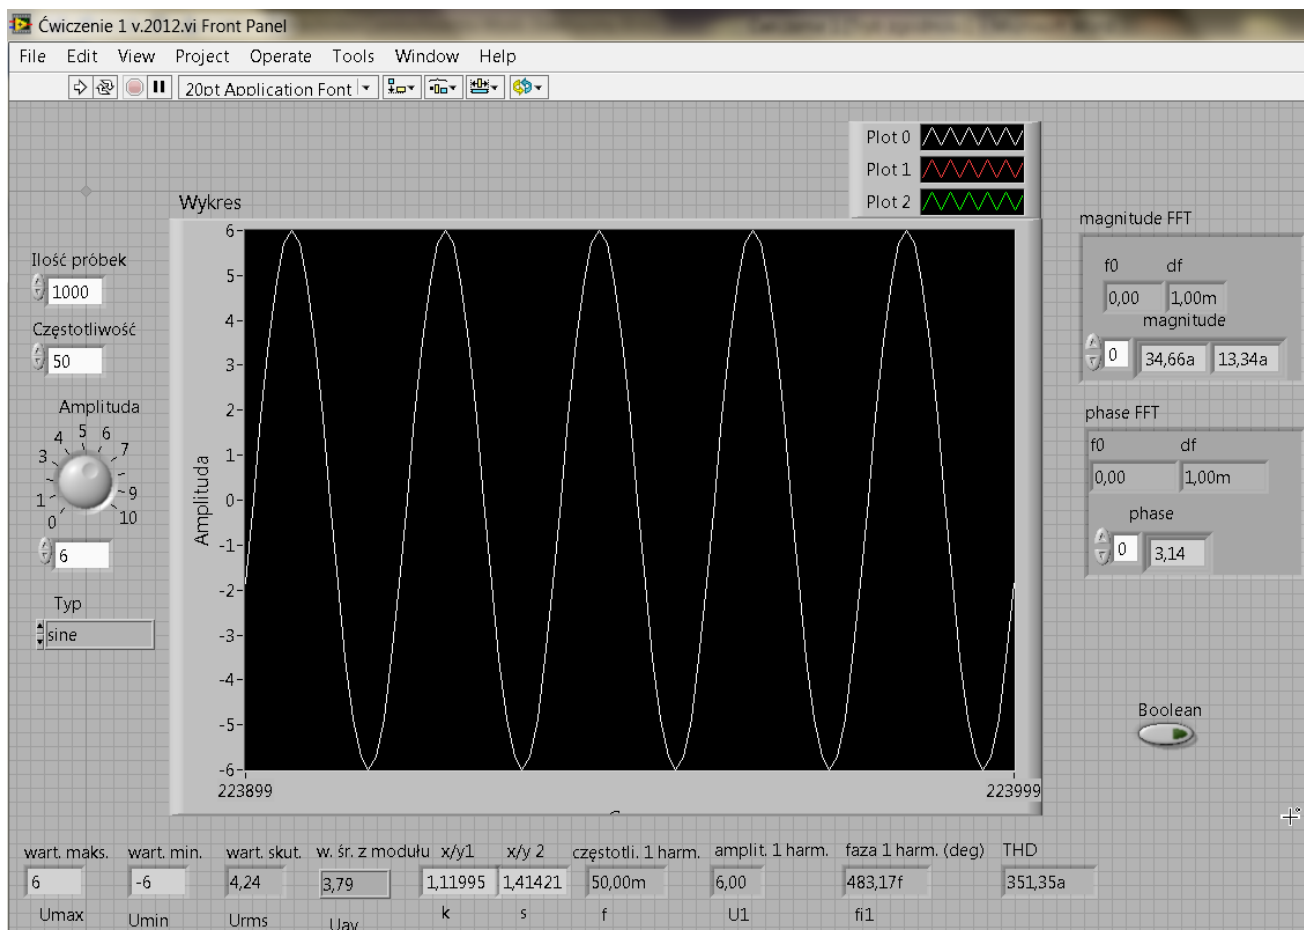 Ćwiczenie 1 v.2012.vi Front Panel
File Edit View Project Operate Tools Window Help
20pt Application Font
Plot 0
Plot 1
Plot 2
Wykres
6
5
4
3
2
1
0
-1
-2
-3
-4
-5
-6
Amplituda
223899 223999
Ilość próbek
1000
Częstotliwość
50
Amplituda
0 1 3 4 5 6 7 9 10
6
Typ
sine
magnitude FFT
f0 df
0,00 1,00m
magnitude
0 34,66a 13,34a
phase FFT
f0 df
0,00 1,00m
phase
0 3,14
Boolean
wart. maks. wart. min. wart. skut. w. śr. z modułu x/y1 x/y 2 częstotli. 1 harm. amplit. 1 harm. faza 1 harm. (deg) THD
6 -6 4,24 3,79 1,11995 1,41421 50,00m 6,00 483,17f 351,35a
Umax Umin Urms Uav k s f U1 fi1